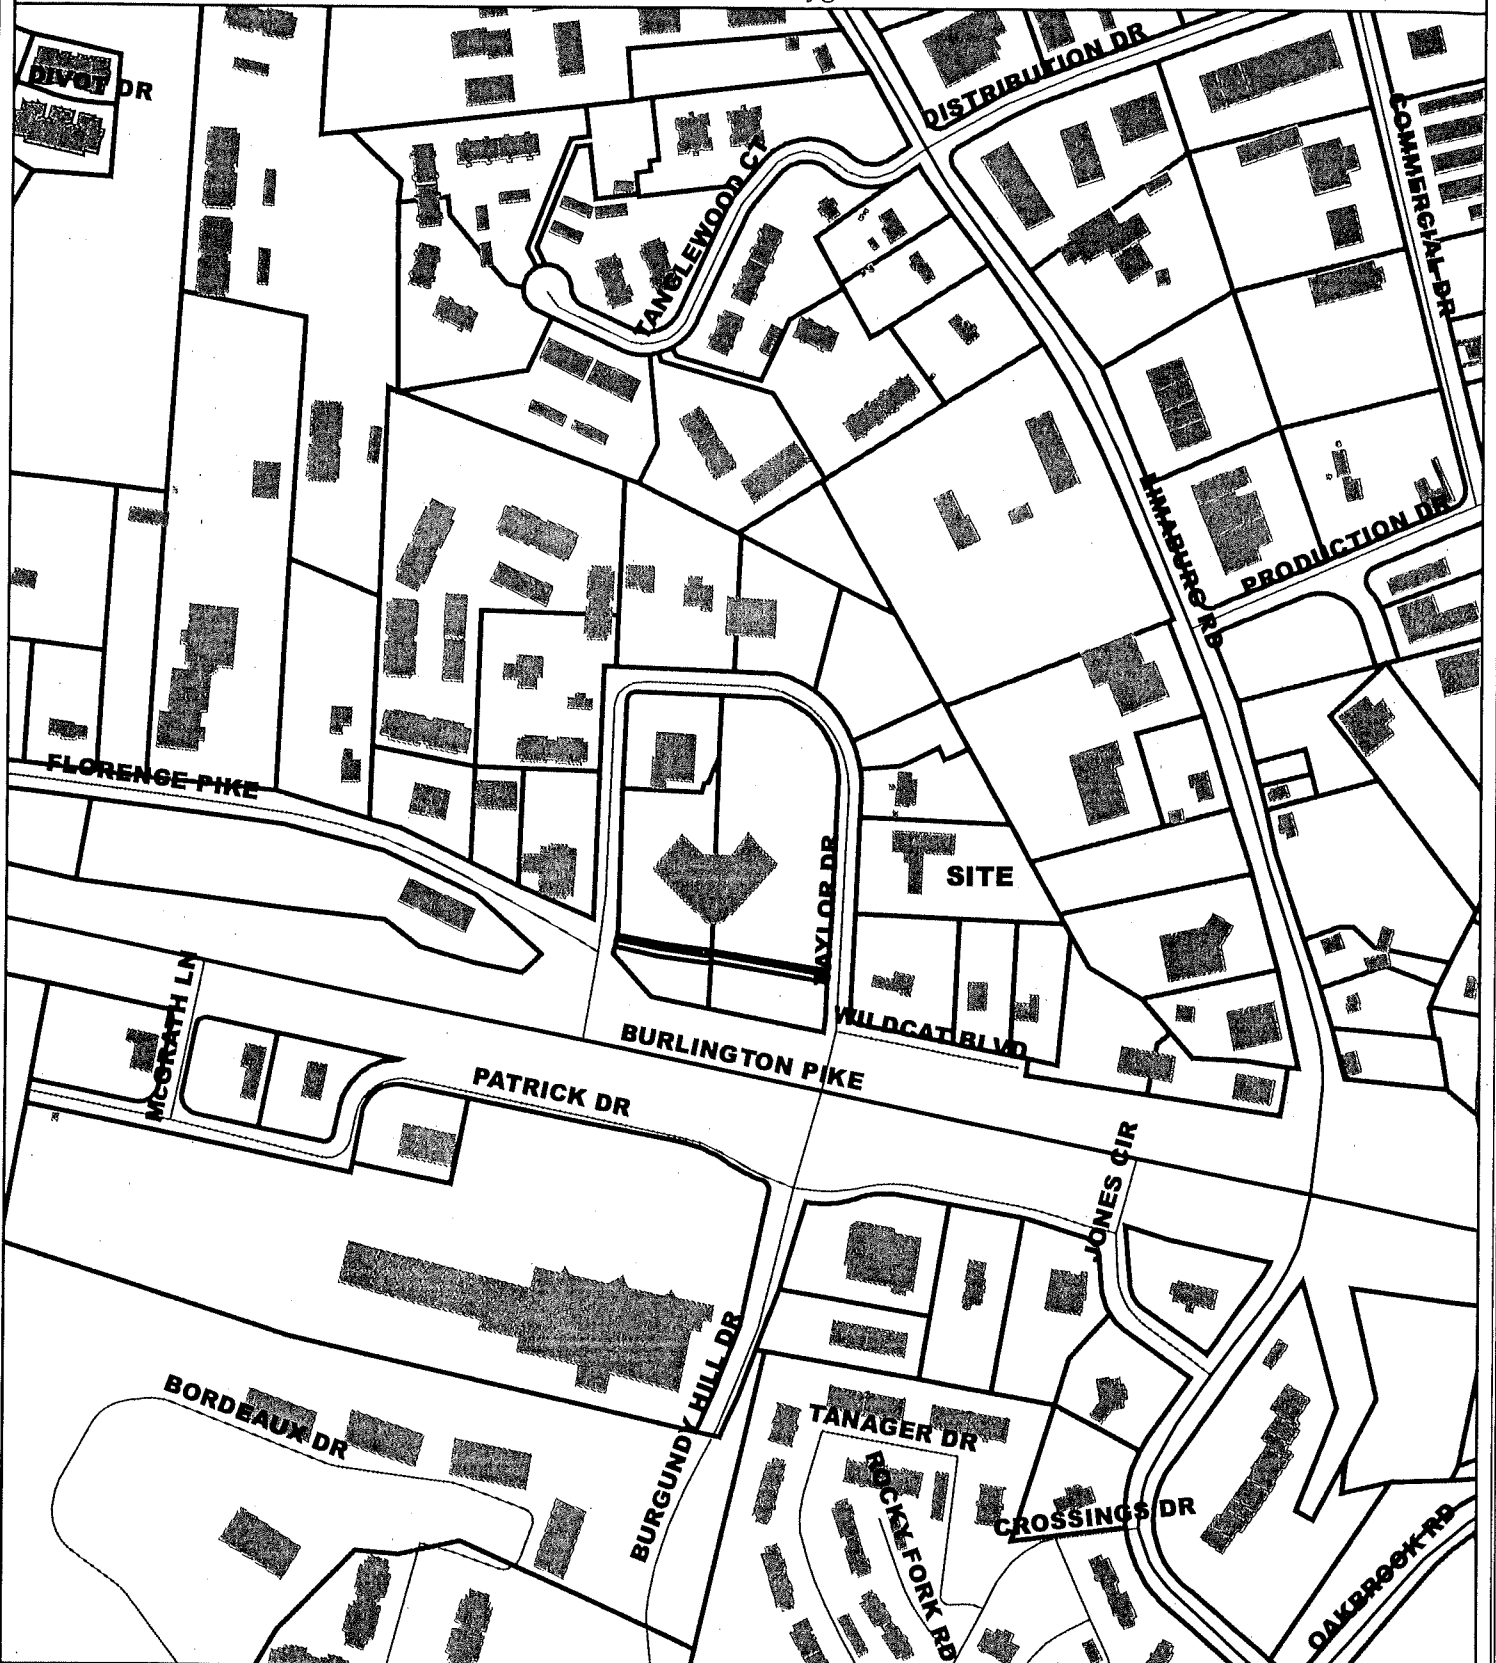 DIVOT DR
DISTRIBUTION DR
COMMERCIAL DR
TANGLEWOOD CT
LIMABURG RD
PRODUCTION DR
FLORENCE PIKE
TAYLOR DR
SITE
MCGRATH LN
WILDCAT BLVD
BURLINGTON PIKE
PATRICK DR
JONES CIR
BURGUNDY HILL DR
BORDEAUX DR
TANAGER DR
ROCKY FORK RD
CROSSINGS DR
OAKBROOK RD